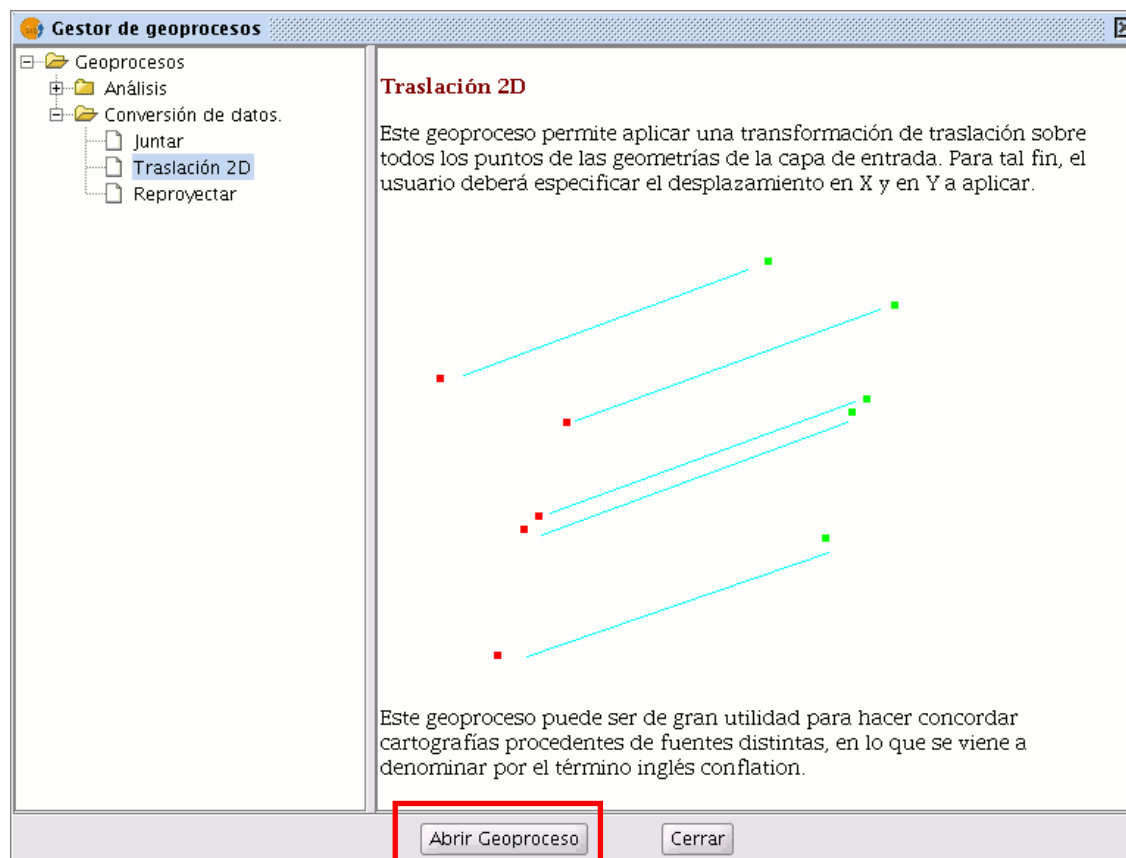 Gestor de geoprocesos
Geoprocesos
Análisis
Conversión de datos.
Juntar
Traslación 2D
Reproyectar
Traslación 2D
Este geoproceso permite aplicar una transformación de traslación sobre
todos los puntos de las geometrías de la capa de entrada. Para tal fin, el
usuario deberá especificar el desplazamiento en X y en Y a aplicar.
Este geoproceso puede ser de gran utilidad para hacer concordar
cartografías procedentes de fuentes distintas, en lo que se viene a
denominar por el término inglés conflation.
Abrir Geoproceso
Cerrar